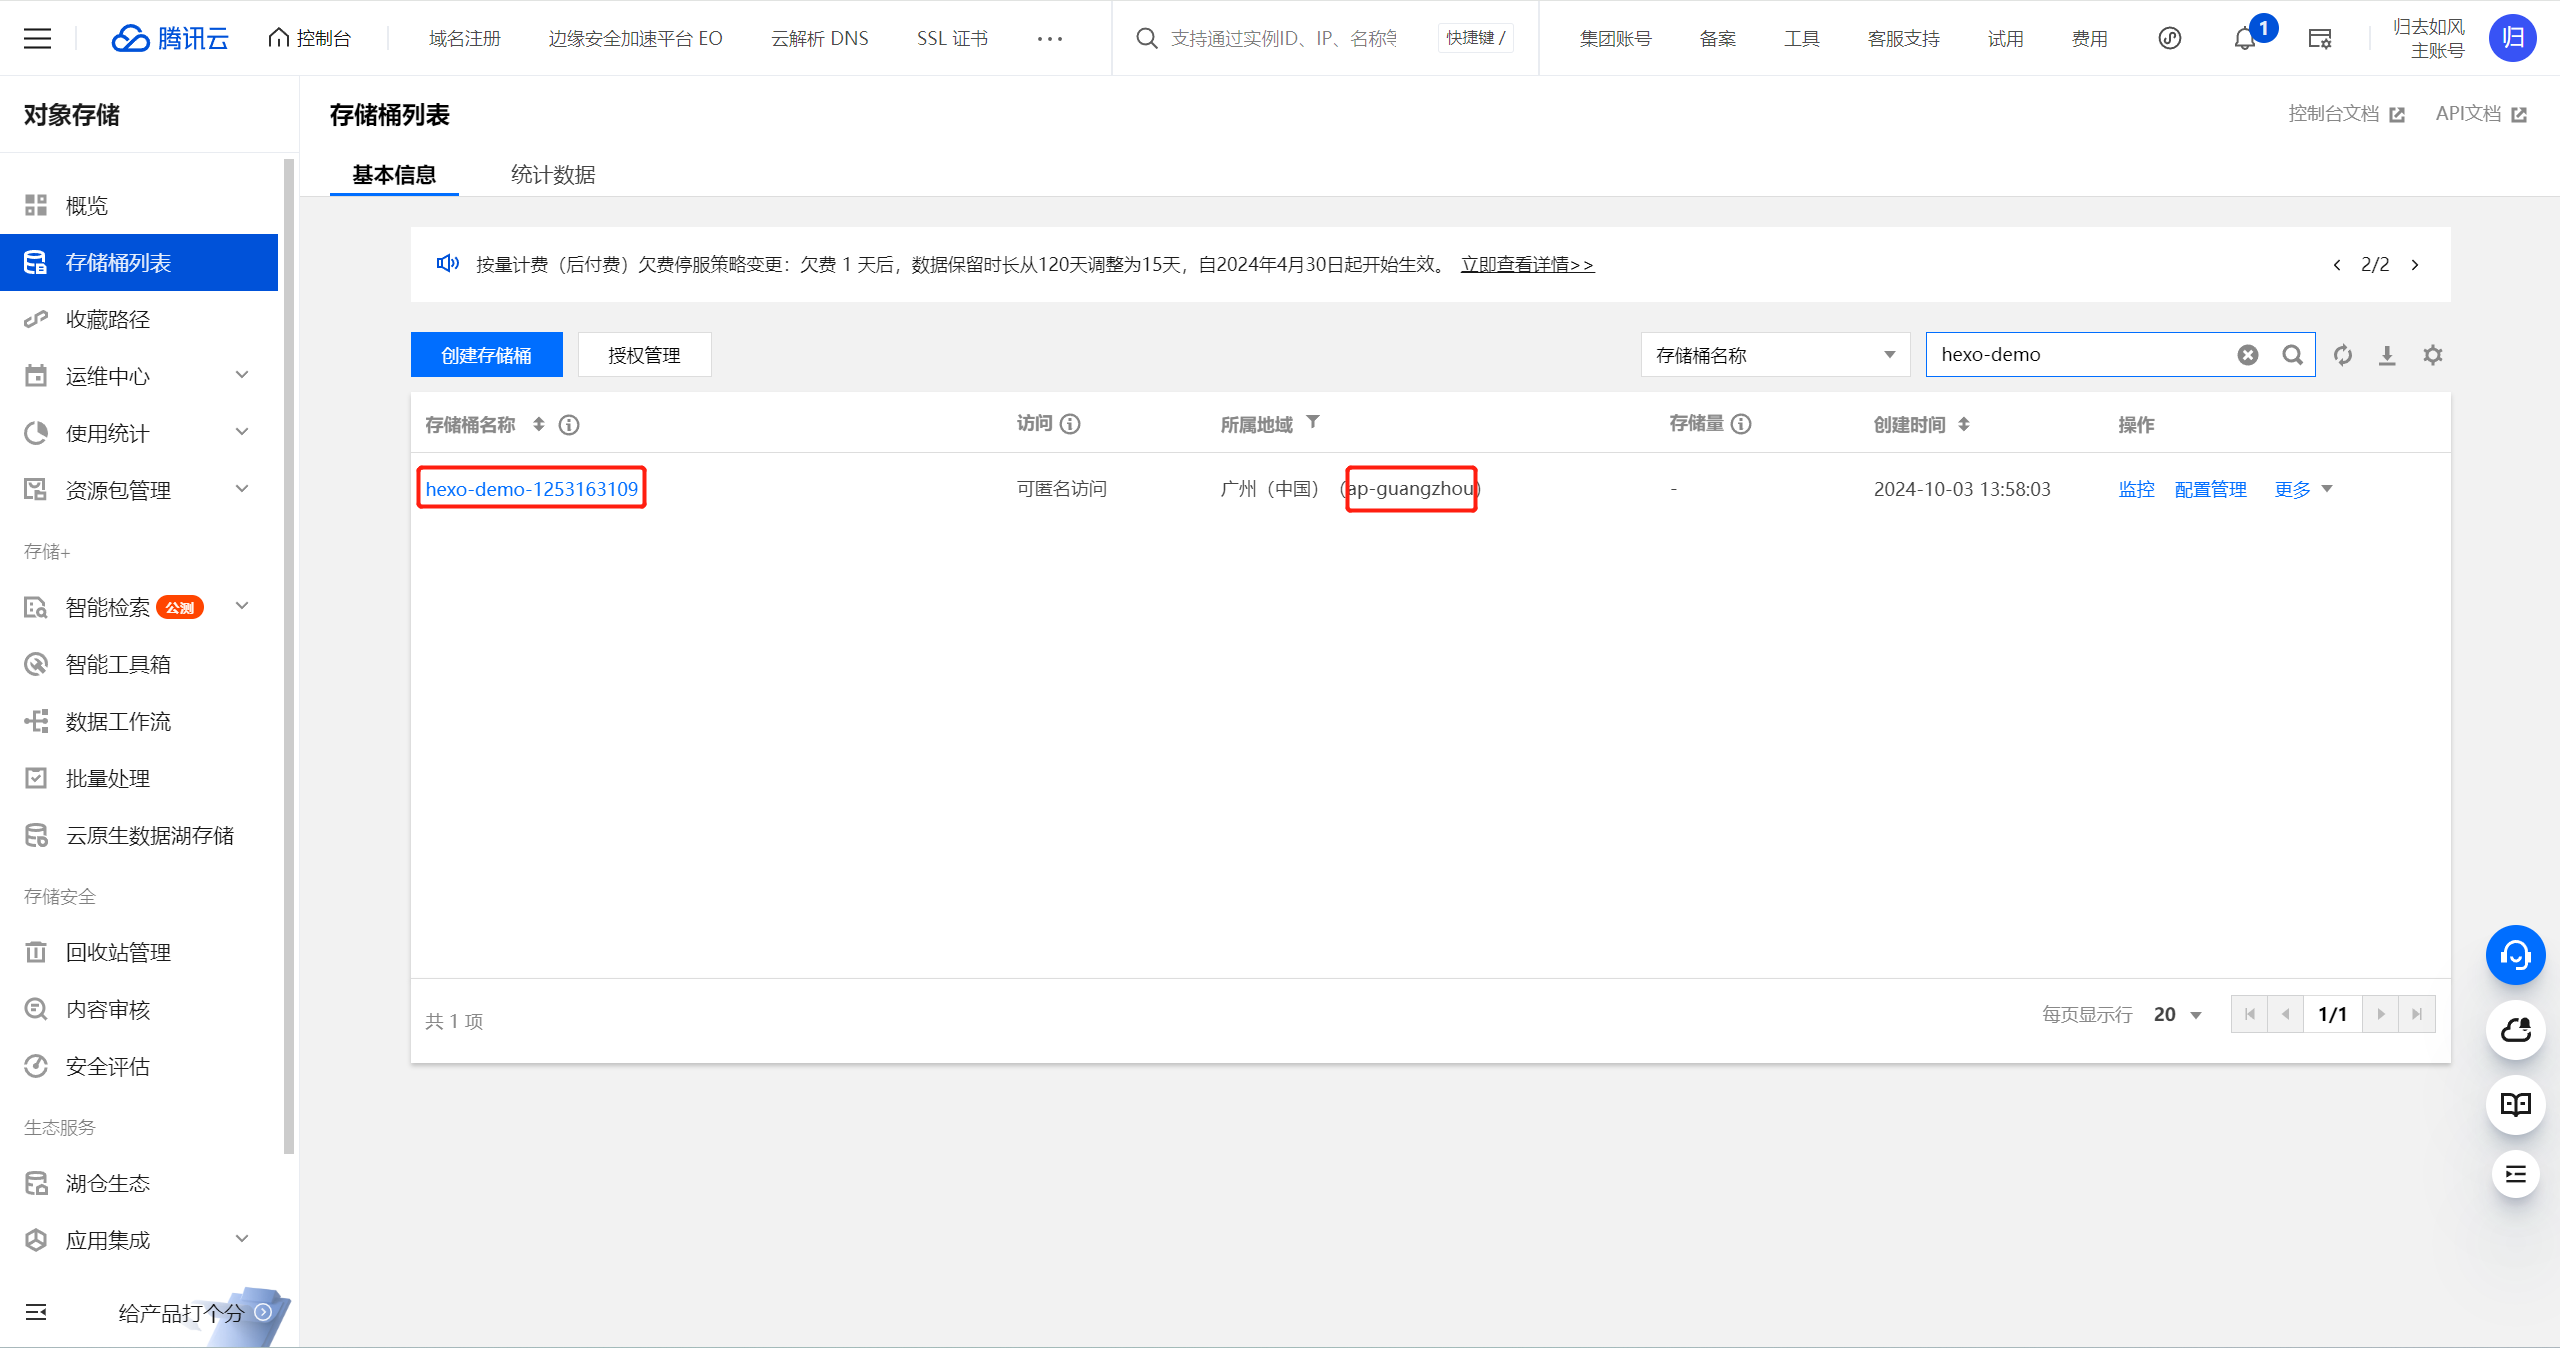 腾讯云
控制台
域名注册
边缘安全加速平台 EO
云解析 DNS
SSL 证书
支持通过实例ID、IP、名称等
快捷键 /
集团账号
备案
工具
客服支持
试用
费用
1
归去如风
主账号
归
对象存储
概览
存储桶列表
收藏路径
运维中心
使用统计
资源包管理
存储+
智能检索 公测
智能工具箱
数据工作流
批量处理
云原生数据湖存储
存储安全
回收站管理
内容审核
安全评估
生态服务
湖仓生态
应用集成
给产品打个分
存储桶列表
控制台文档
API文档
基本信息
统计数据
按量计费（后付费）欠费停服策略变更：欠费 1 天后，数据保留时长从120天调整为15天，自2024年4月30日起开始生效。 立即查看详情>>
2/2
创建存储桶
授权管理
存储桶名称
hexo-demo
存储桶名称
访问
所属地域
存储量
创建时间
操作
hexo-demo-1253163109
可匿名访问
广州（中国）(ap-guangzhou)
-
2024-10-03 13:58:03
监控
配置管理
更多
共 1 项
每页显示行
20
1/1